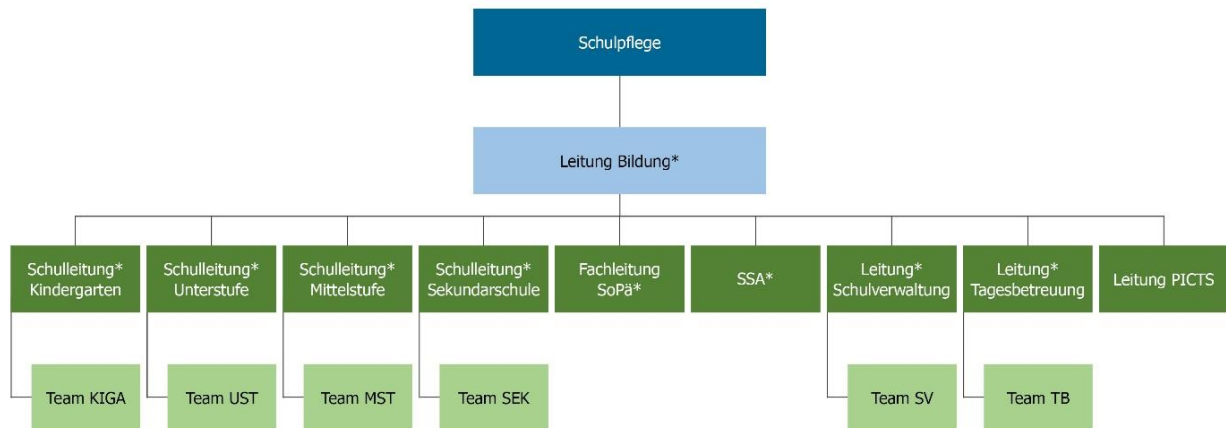 Schulpflege
Leitung Bildung*
Schulleitung*
Kindergarten
Schulleitung*
Unterstufe
Schulleitung*
Mittelstufe
Schulleitung*
Sekundarschule
Fachleitung
SoPä*
SSA*
Leitung*
Schulverwaltung
Leitung*
Tagesbetreuung
Leitung PICTS
Team KIGA
Team UST
Team MST
Team SEK
Team SV
Team TB